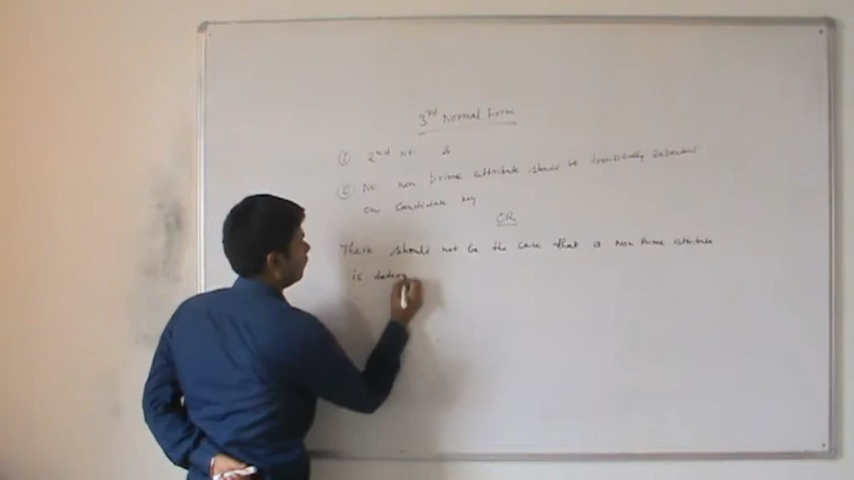 3rd Normal Form
① 2nd NF &
② No non prime attribute should be transitively dependent
on candidate key
OR
There should not be the case that a non prime attribute
is determ